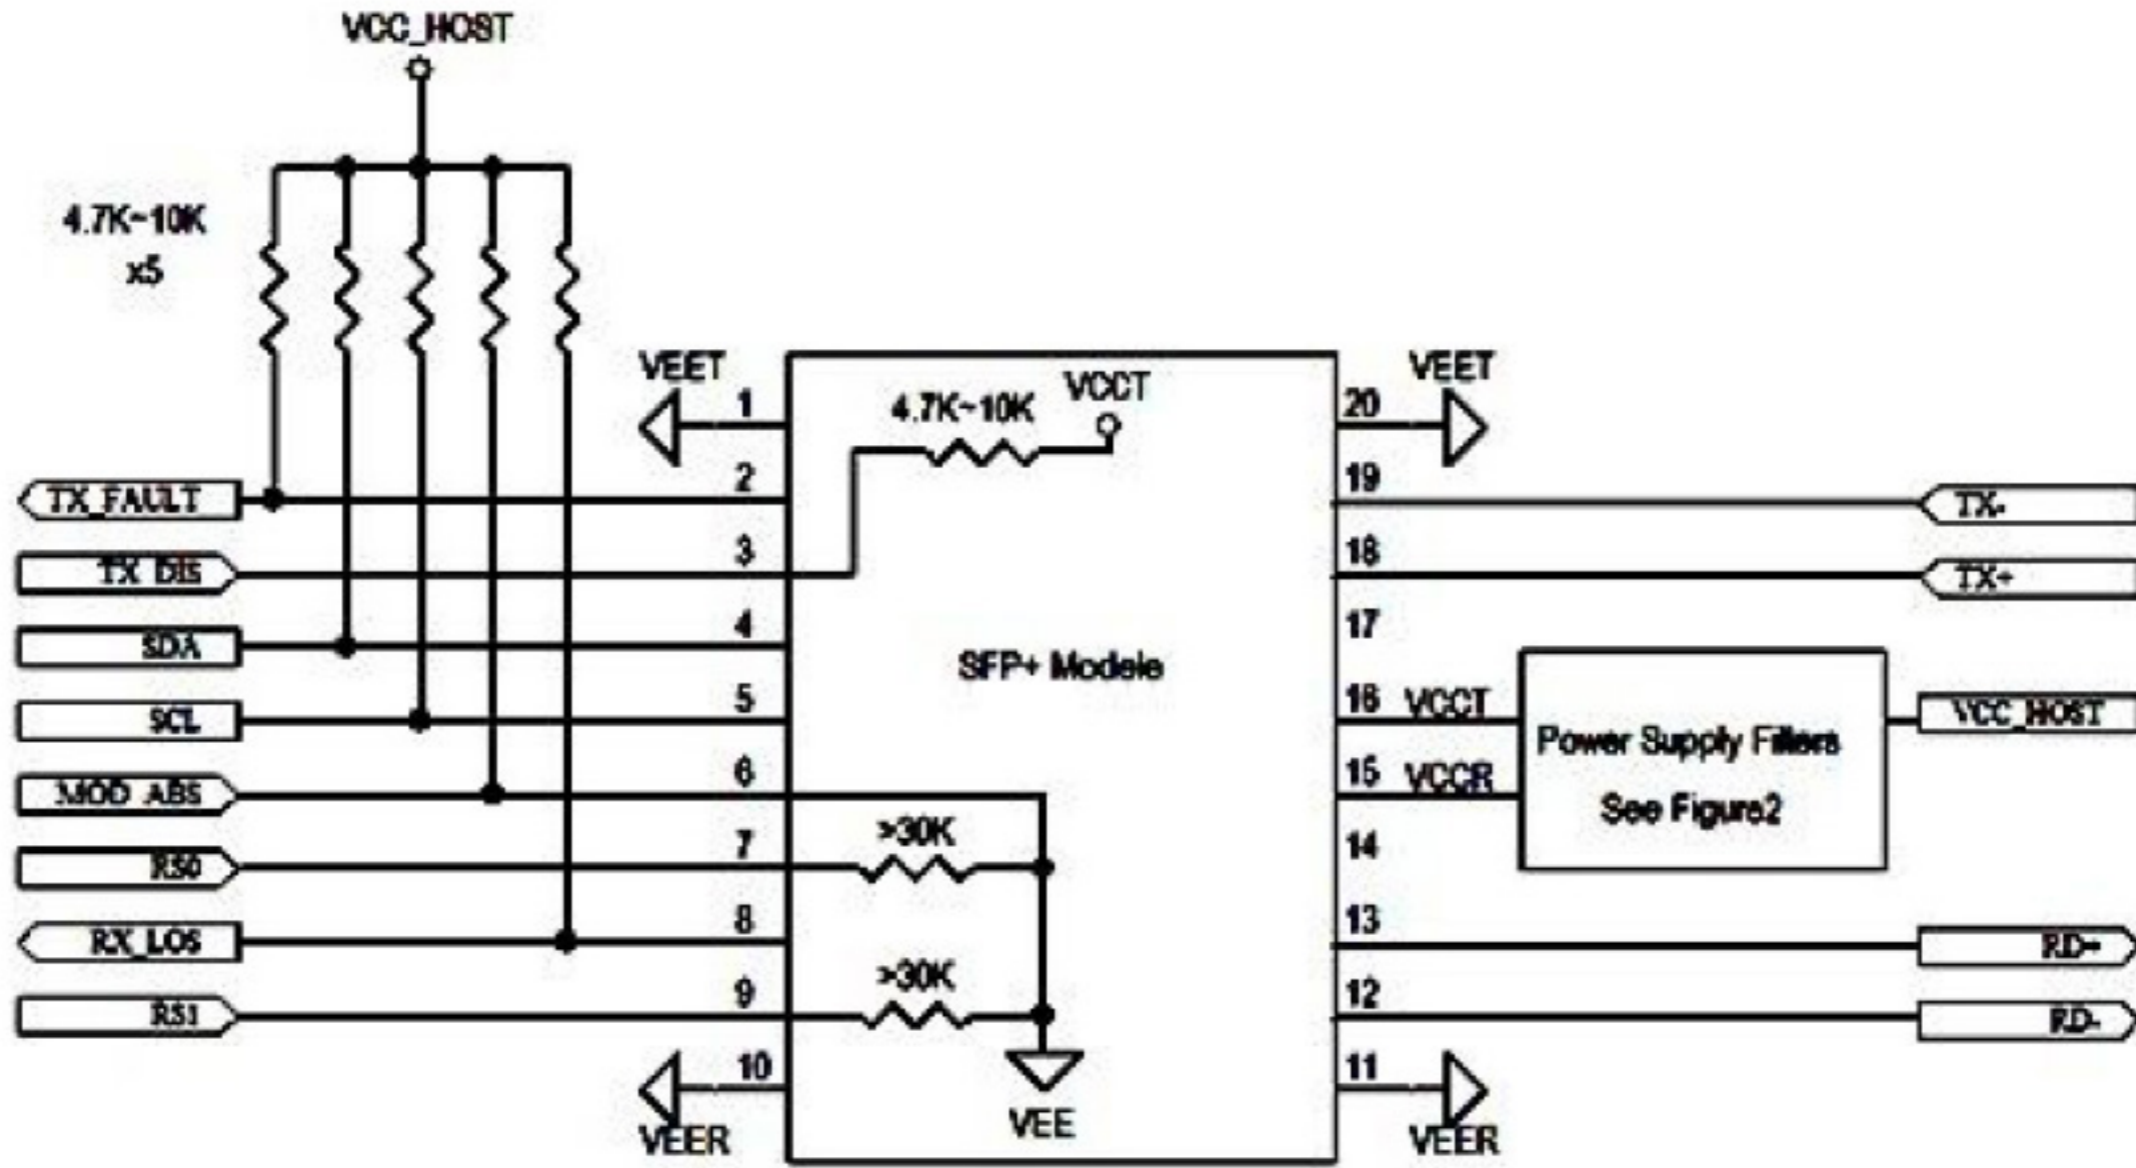 VCC_HOST
4.7K~10K
x5
VEET
1
2
3
4
5
6
7
8
9
10
VEER
TX_FAULT
TX DIS
SDA
SCL
MOD ABS
RS0
RX_LOS
RS1
4.7K~10K
VCCT
SFP+ Modele
>30K
>30K
VEE
20
VEET
19
18
17
16
VCCT
15
VCCR
14
13
12
11
VEER
TX-
TX+
Power Supply Filters
See Figure2
VCC_HOST
RD+
RD-